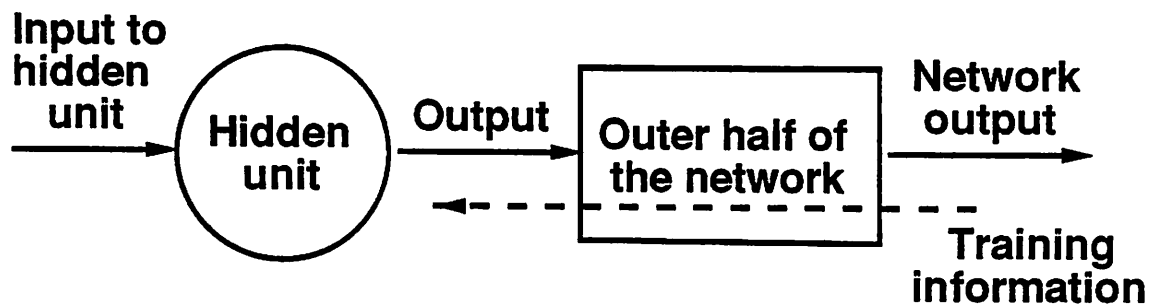 Input to
hidden
unit
Hidden
unit
Output
Outer half of
the network
Network
output
Training
information